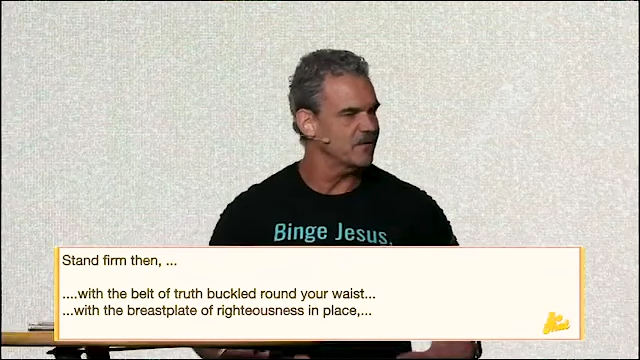 Binge Jesus.
Stand firm then, ...
....with the belt of truth buckled round your waist...
...with the breastplate of righteousness in place,...